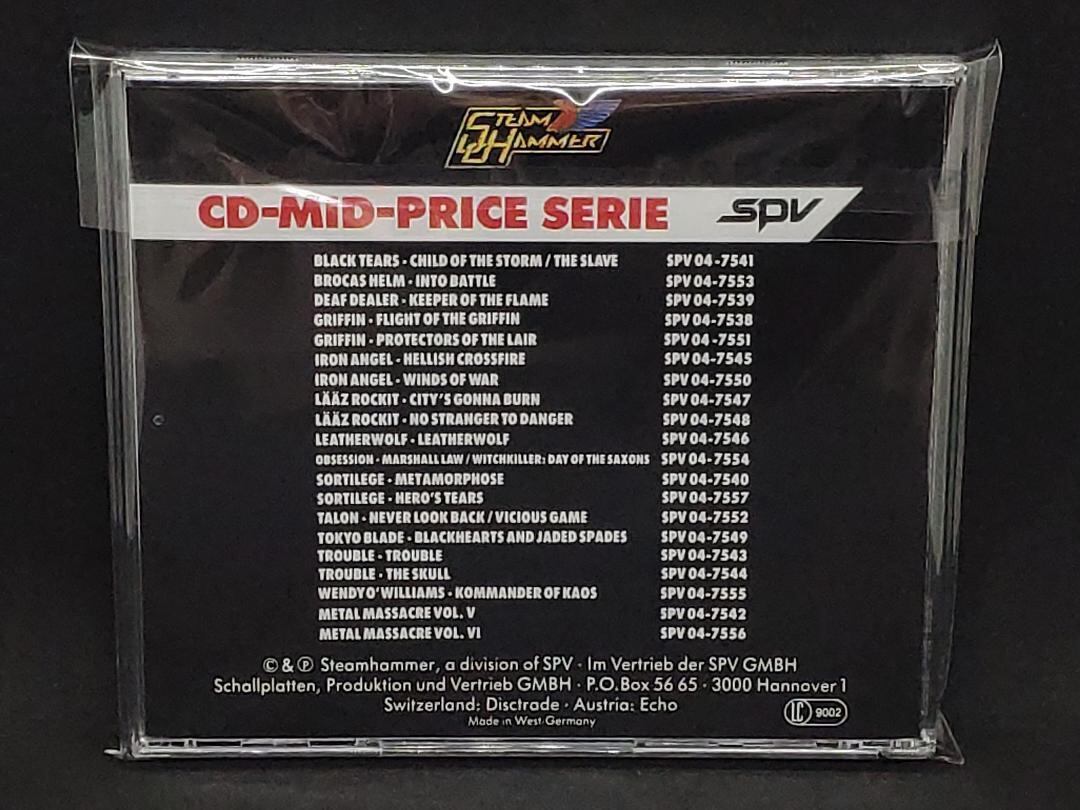 STEAM
HAMMER
CD-MID-PRICE SERIE spv
BLACK TEARS - CHILD OF THE STORM / THE SLAVE SPV 04-7541
BROCAS HELM - INTO BATTLE SPV 04-7553
DEAF DEALER - KEEPER OF THE FLAME SPV 04-7539
GRIFFIN - FLIGHT OF THE GRIFFIN SPV 04-7538
GRIFFIN - PROTECTORS OF THE LAIR SPV 04-7551
IRON ANGEL - HELLISH CROSSFIRE SPV 04-7545
IRON ANGEL - WINDS OF WAR SPV 04-7550
LÄÄZ ROCKIT - CITY'S GONNA BURN SPV 04-7547
LÄÄZ ROCKIT - NO STRANGER TO DANGER SPV 04-7548
LEATHERWOLF - LEATHERWOLF SPV 04-7546
OBSESSION - MARSHALL LAW / WITCHKILLER: DAY OF THE SAXONS SPV 04-7554
SORTILEGE - METAMORPHOSE SPV 04-7540
SORTILEGE - HERO'S TEARS SPV 04-7557
TALON - NEVER LOOK BACK / VICIOUS GAME SPV 04-7552
TOKYO BLADE - BLACKHEARTS AND JADED SPADES SPV 04-7549
TROUBLE - TROUBLE SPV 04-7543
TROUBLE - THE SKULL SPV 04-7544
WENDY O'WILLIAMS - KOMMANDER OF KAOS SPV 04-7555
METAL MASSACRE VOL. V SPV 04-7542
METAL MASSACRE VOL. VI SPV 04-7556
© & ℗ Steamhammer, a division of SPV · Im Vertrieb der SPV GMBH
Schallplatten, Produktion und Vertrieb GMBH · P.O.Box 56 65 · 3000 Hannover 1
Switzerland: Disctrade · Austria: Echo
Made in West-Germany
LC 9002